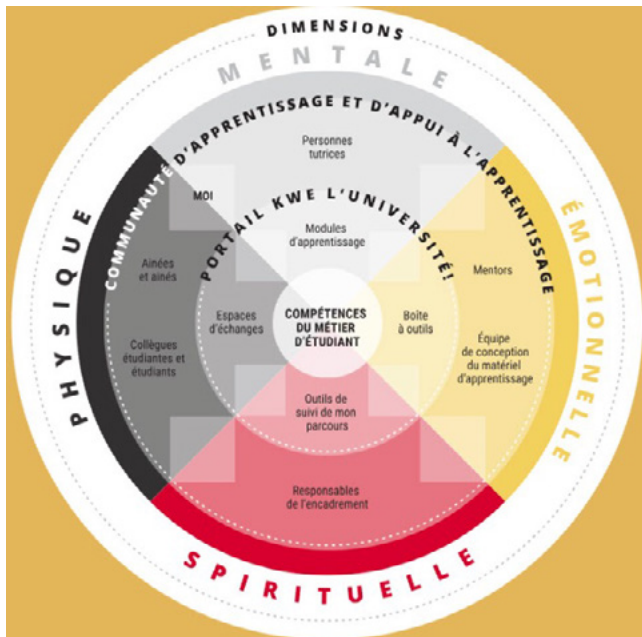 DIMENSIONS
MENTALE
COMMUNAUTÉ D'APPRENTISSAGE ET D'APPUI À L'APPRENTISSAGE
Personnes
tutrices
MOI
PORTAIL KWE L'UNIVERSITÉ!
Modules
d'apprentissage
PHYSIQUE
Ainées
et ainés
Collègues
étudiantes et
étudiants
Espaces
d'échanges
COMPÉTENCES
DU MÉTIER
D'ÉTUDIANT
Boîte
à outils
Mentors
Équipe
de conception
du matériel
d'apprentissage
ÉMOTIONNELLE
Outils de
suivi de mon
parcours
Responsables
de l'encadrement
SPIRITUELLE